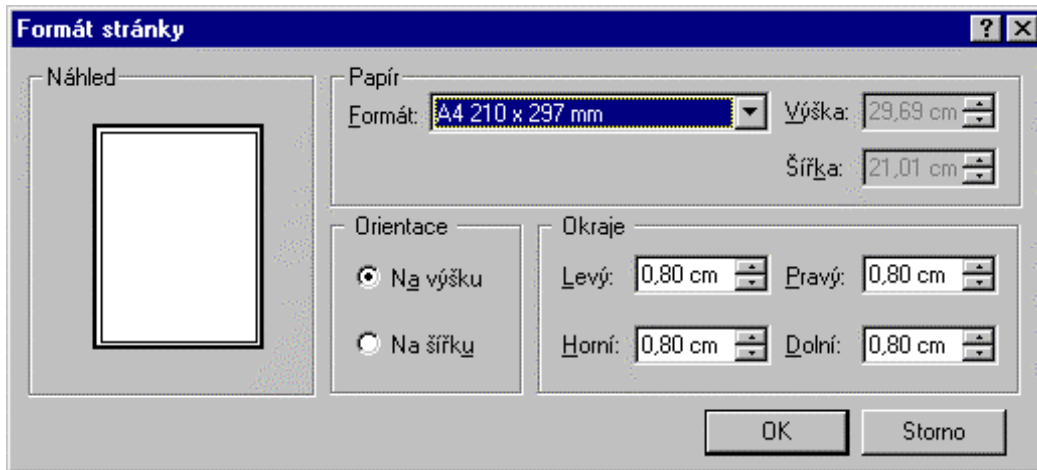 Formát stránky
Náhled
Papír
Formát: A4 210 x 297 mm
Výška: 29,69 cm
Šířka: 21,01 cm
Orientace
Na výšku
Na šířku
Okraje
Levý: 0,80 cm Pravý: 0,80 cm
Horní: 0,80 cm Dolní: 0,80 cm
OK Storno